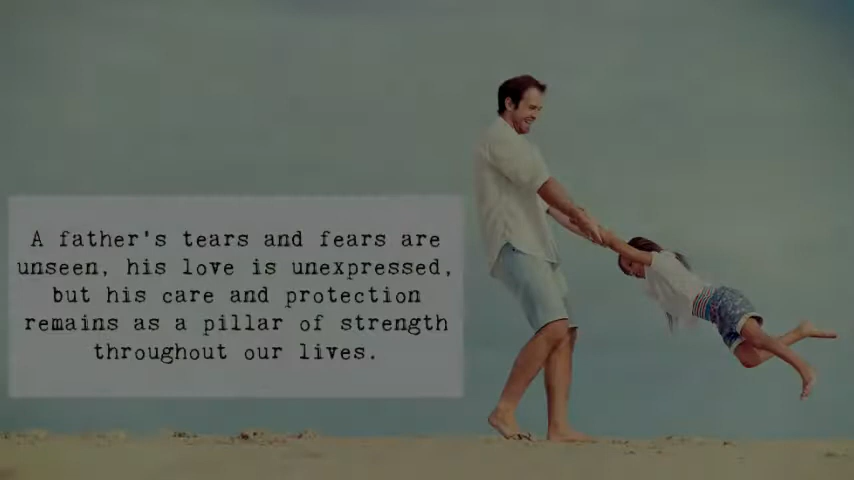 A father's tears and fears are
unseen, his love is unexpressed,
but his care and protection
remains as a pillar of strength
throughout our lives.